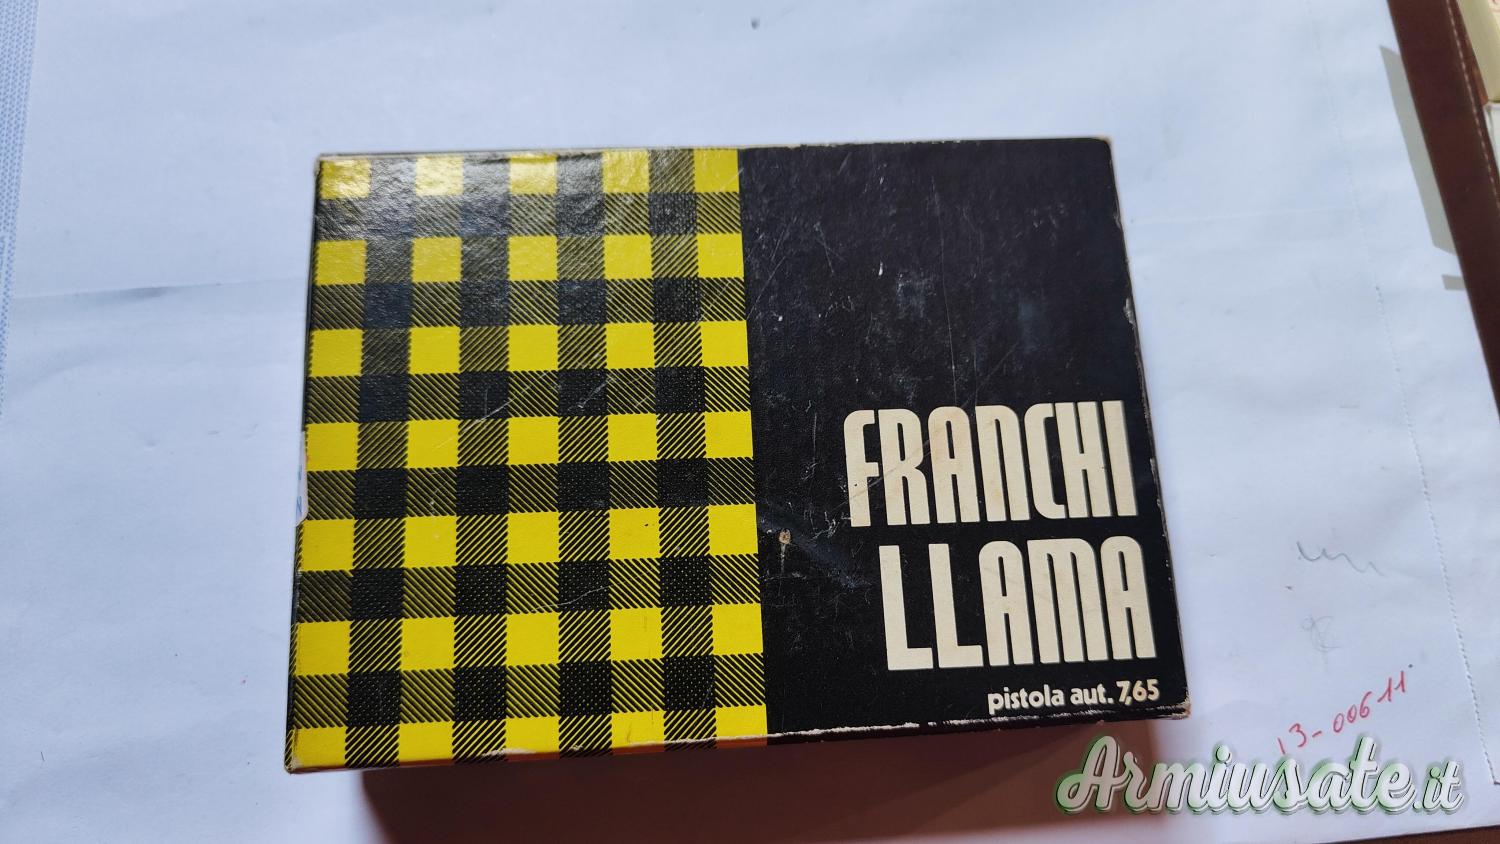 FRANCHI
LLAMA
pistola aut. 7,65
13-00611
Armiusate.it